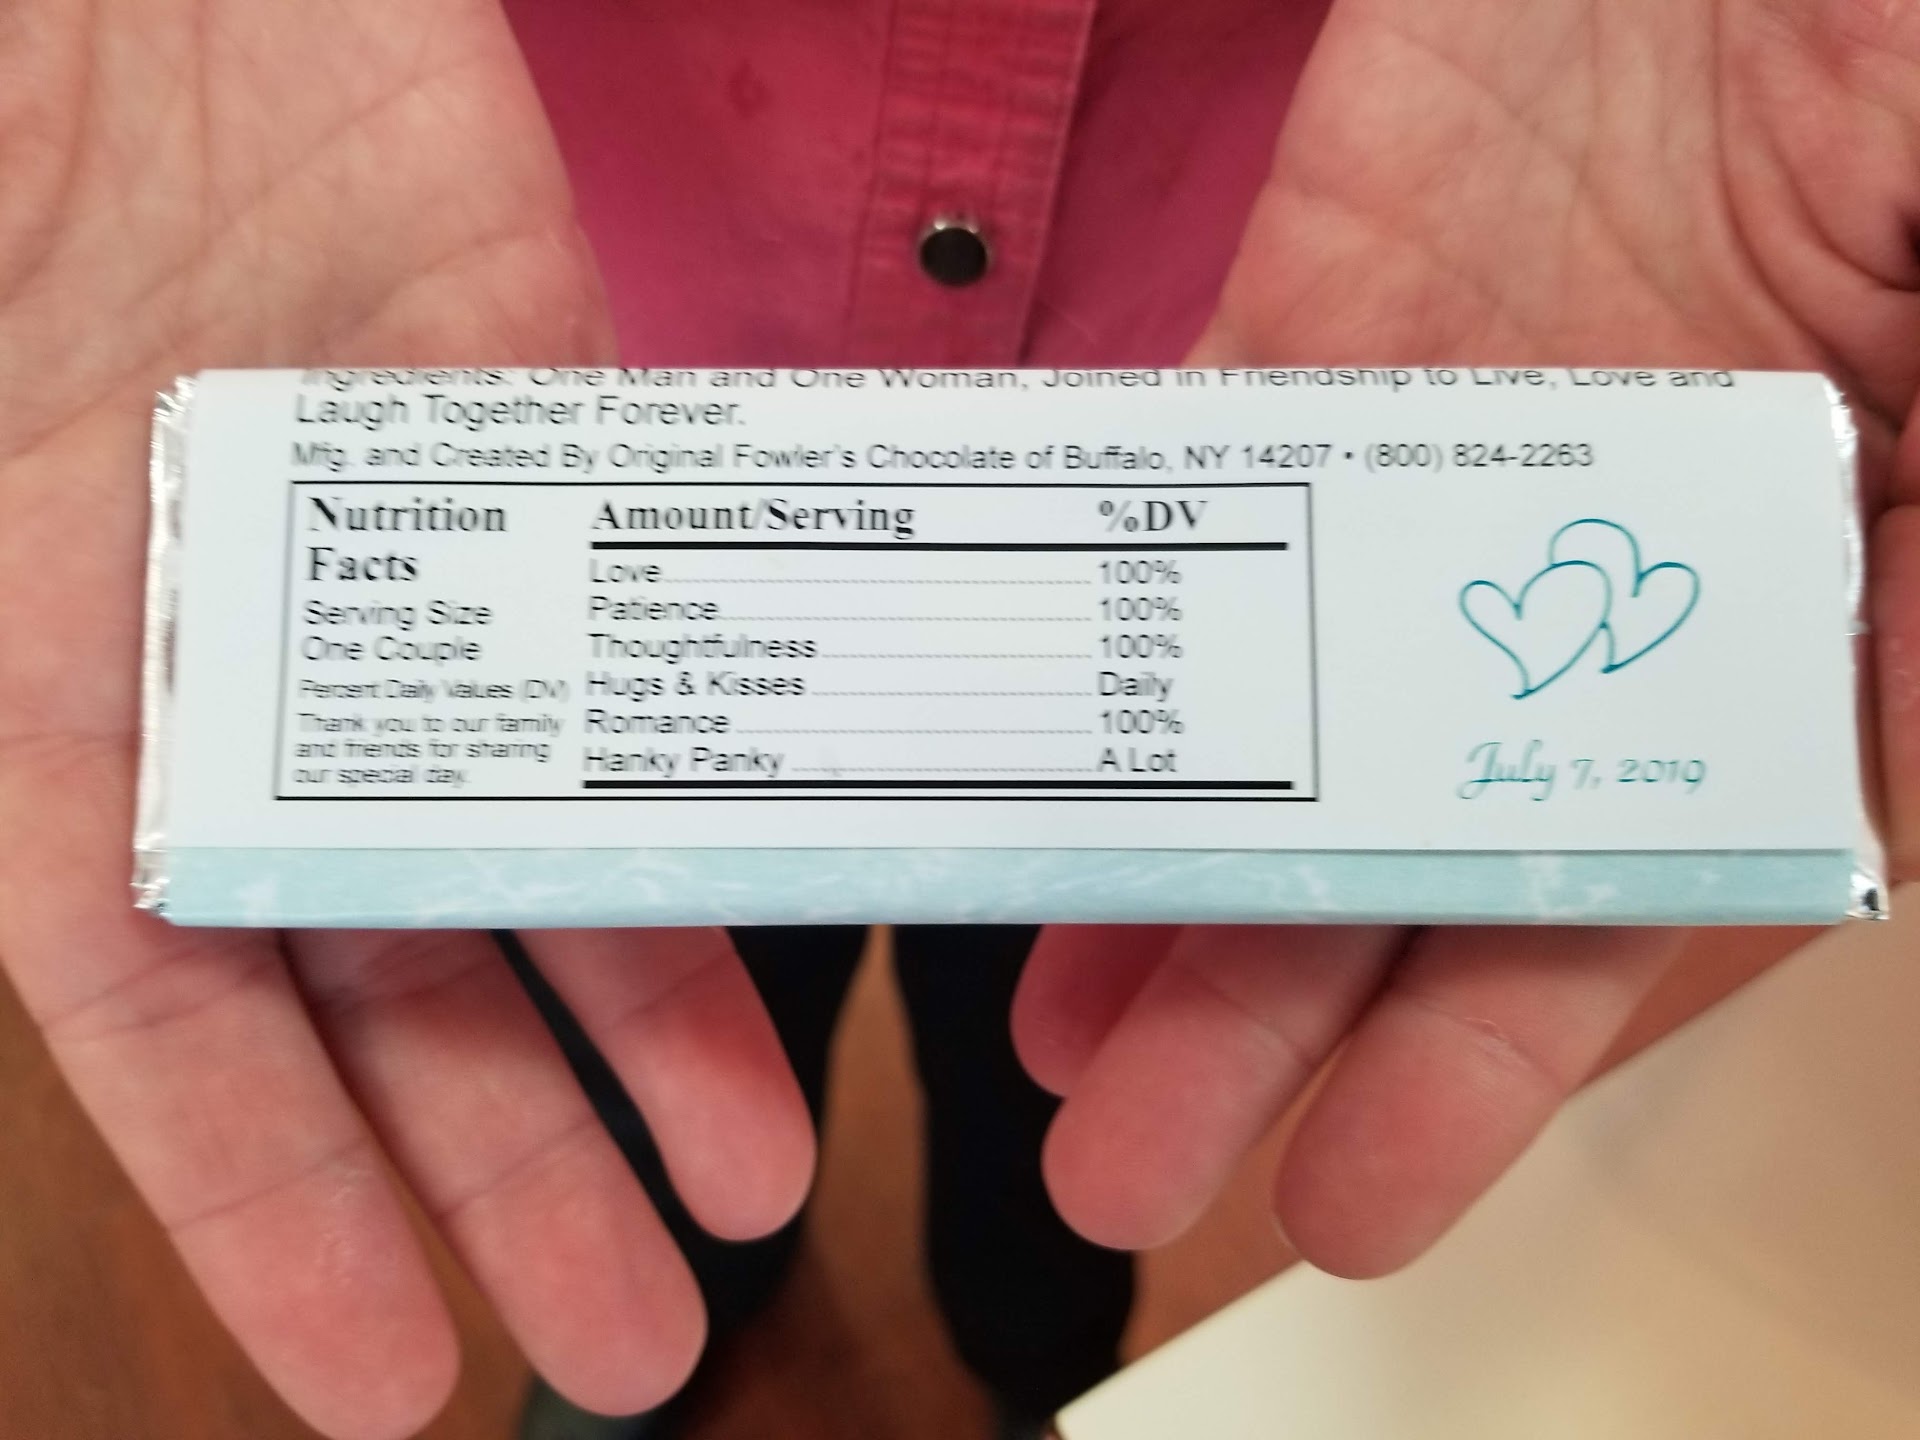 Ingredients: One Man and One Woman, Joined in Friendship to Live, Love and
Laugh Together Forever.
Mfg. and Created By Original Fowler's Chocolate of Buffalo, NY 14207 • (800) 824-2263
Nutrition
Facts
Serving Size
One Couple
Percent Daily Values (DV)
Thank you to our family
and friends for sharing
our special day.
Amount/Serving %DV
Love 100%
Patience 100%
Thoughtfulness 100%
Hugs & Kisses Daily
Romance 100%
Hanky Panky A Lot
July 7, 2019